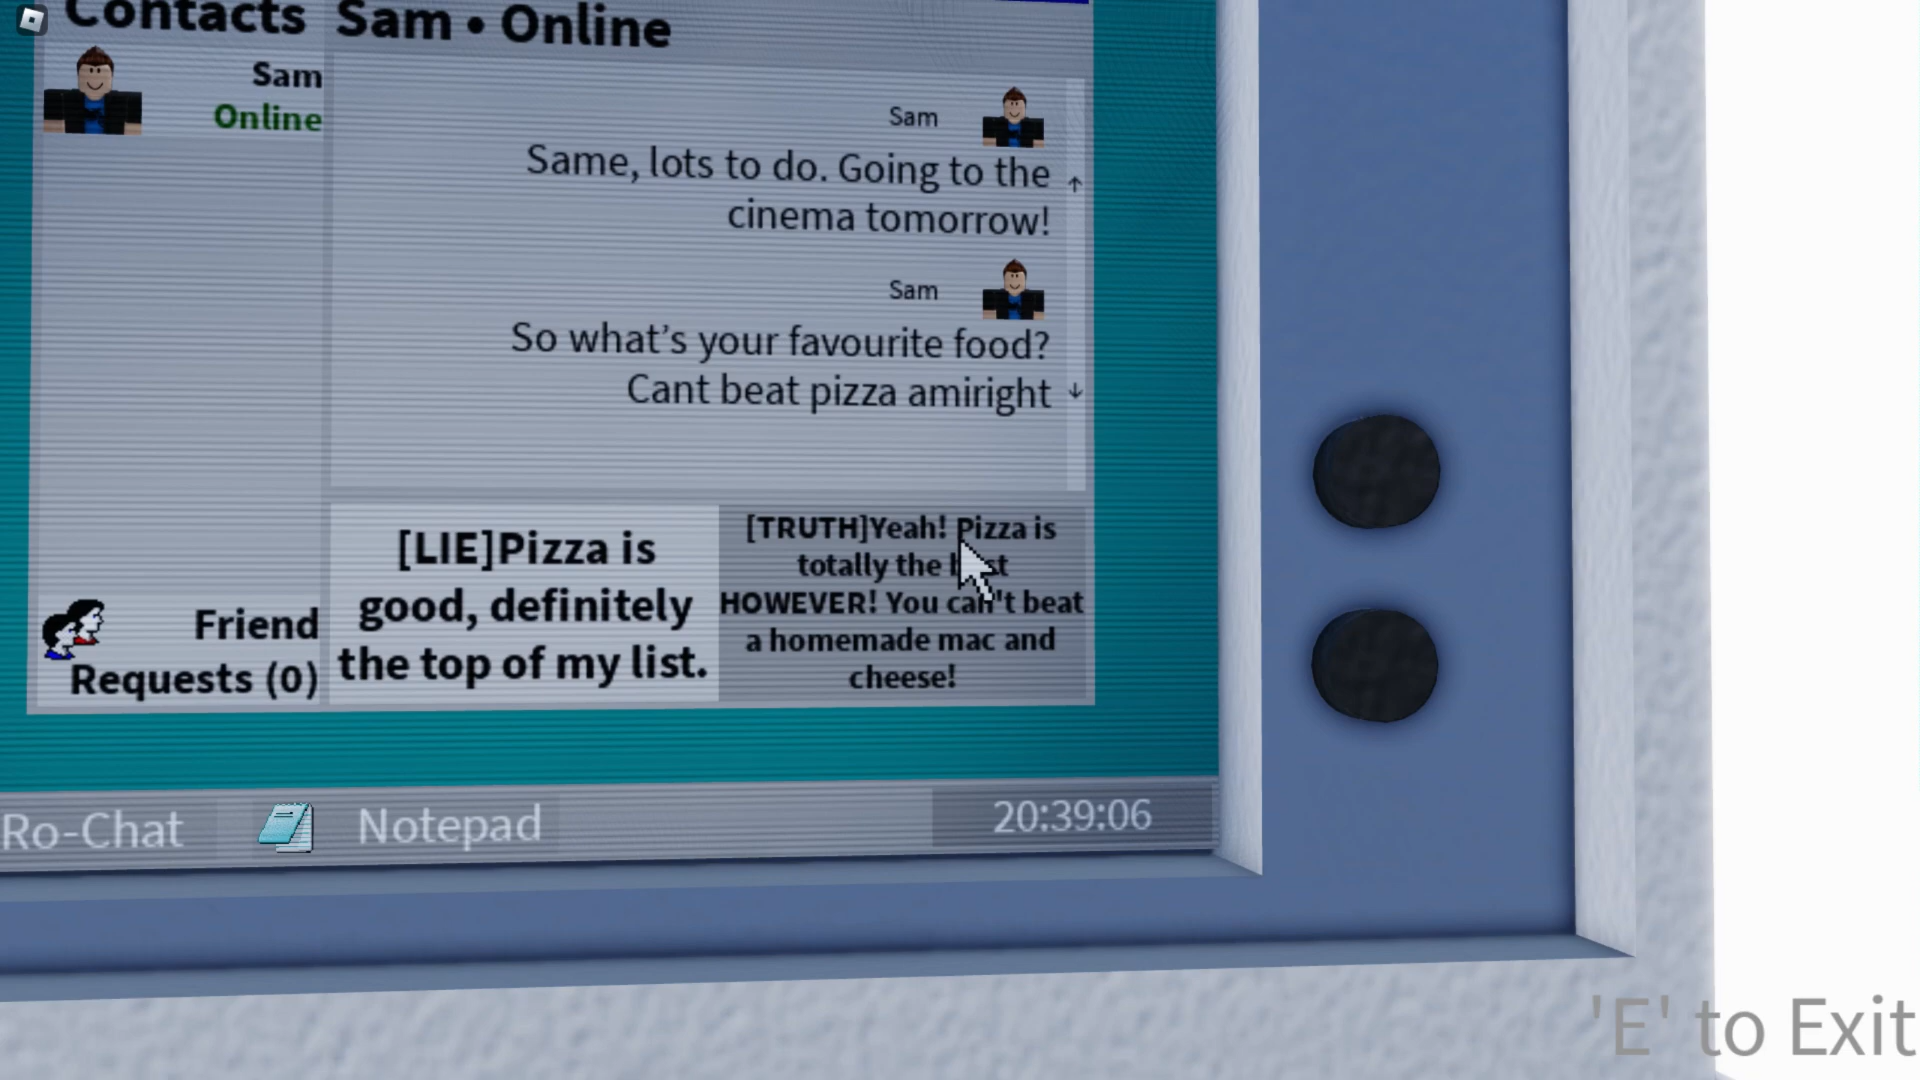 Contacts
Sam • Online
Sam
Online
Sam
Same, lots to do. Going to the
cinema tomorrow!
Sam
So what's your favourite food?
Cant beat pizza amiright
[LIE]Pizza is
good, definitely
the top of my list.
[TRUTH]Yeah! Pizza is
totally the best
HOWEVER! You can't beat
a homemade mac and
cheese!
Friend
Requests (0)
Ro-Chat
Notepad
20:39:06
'E' to Exit